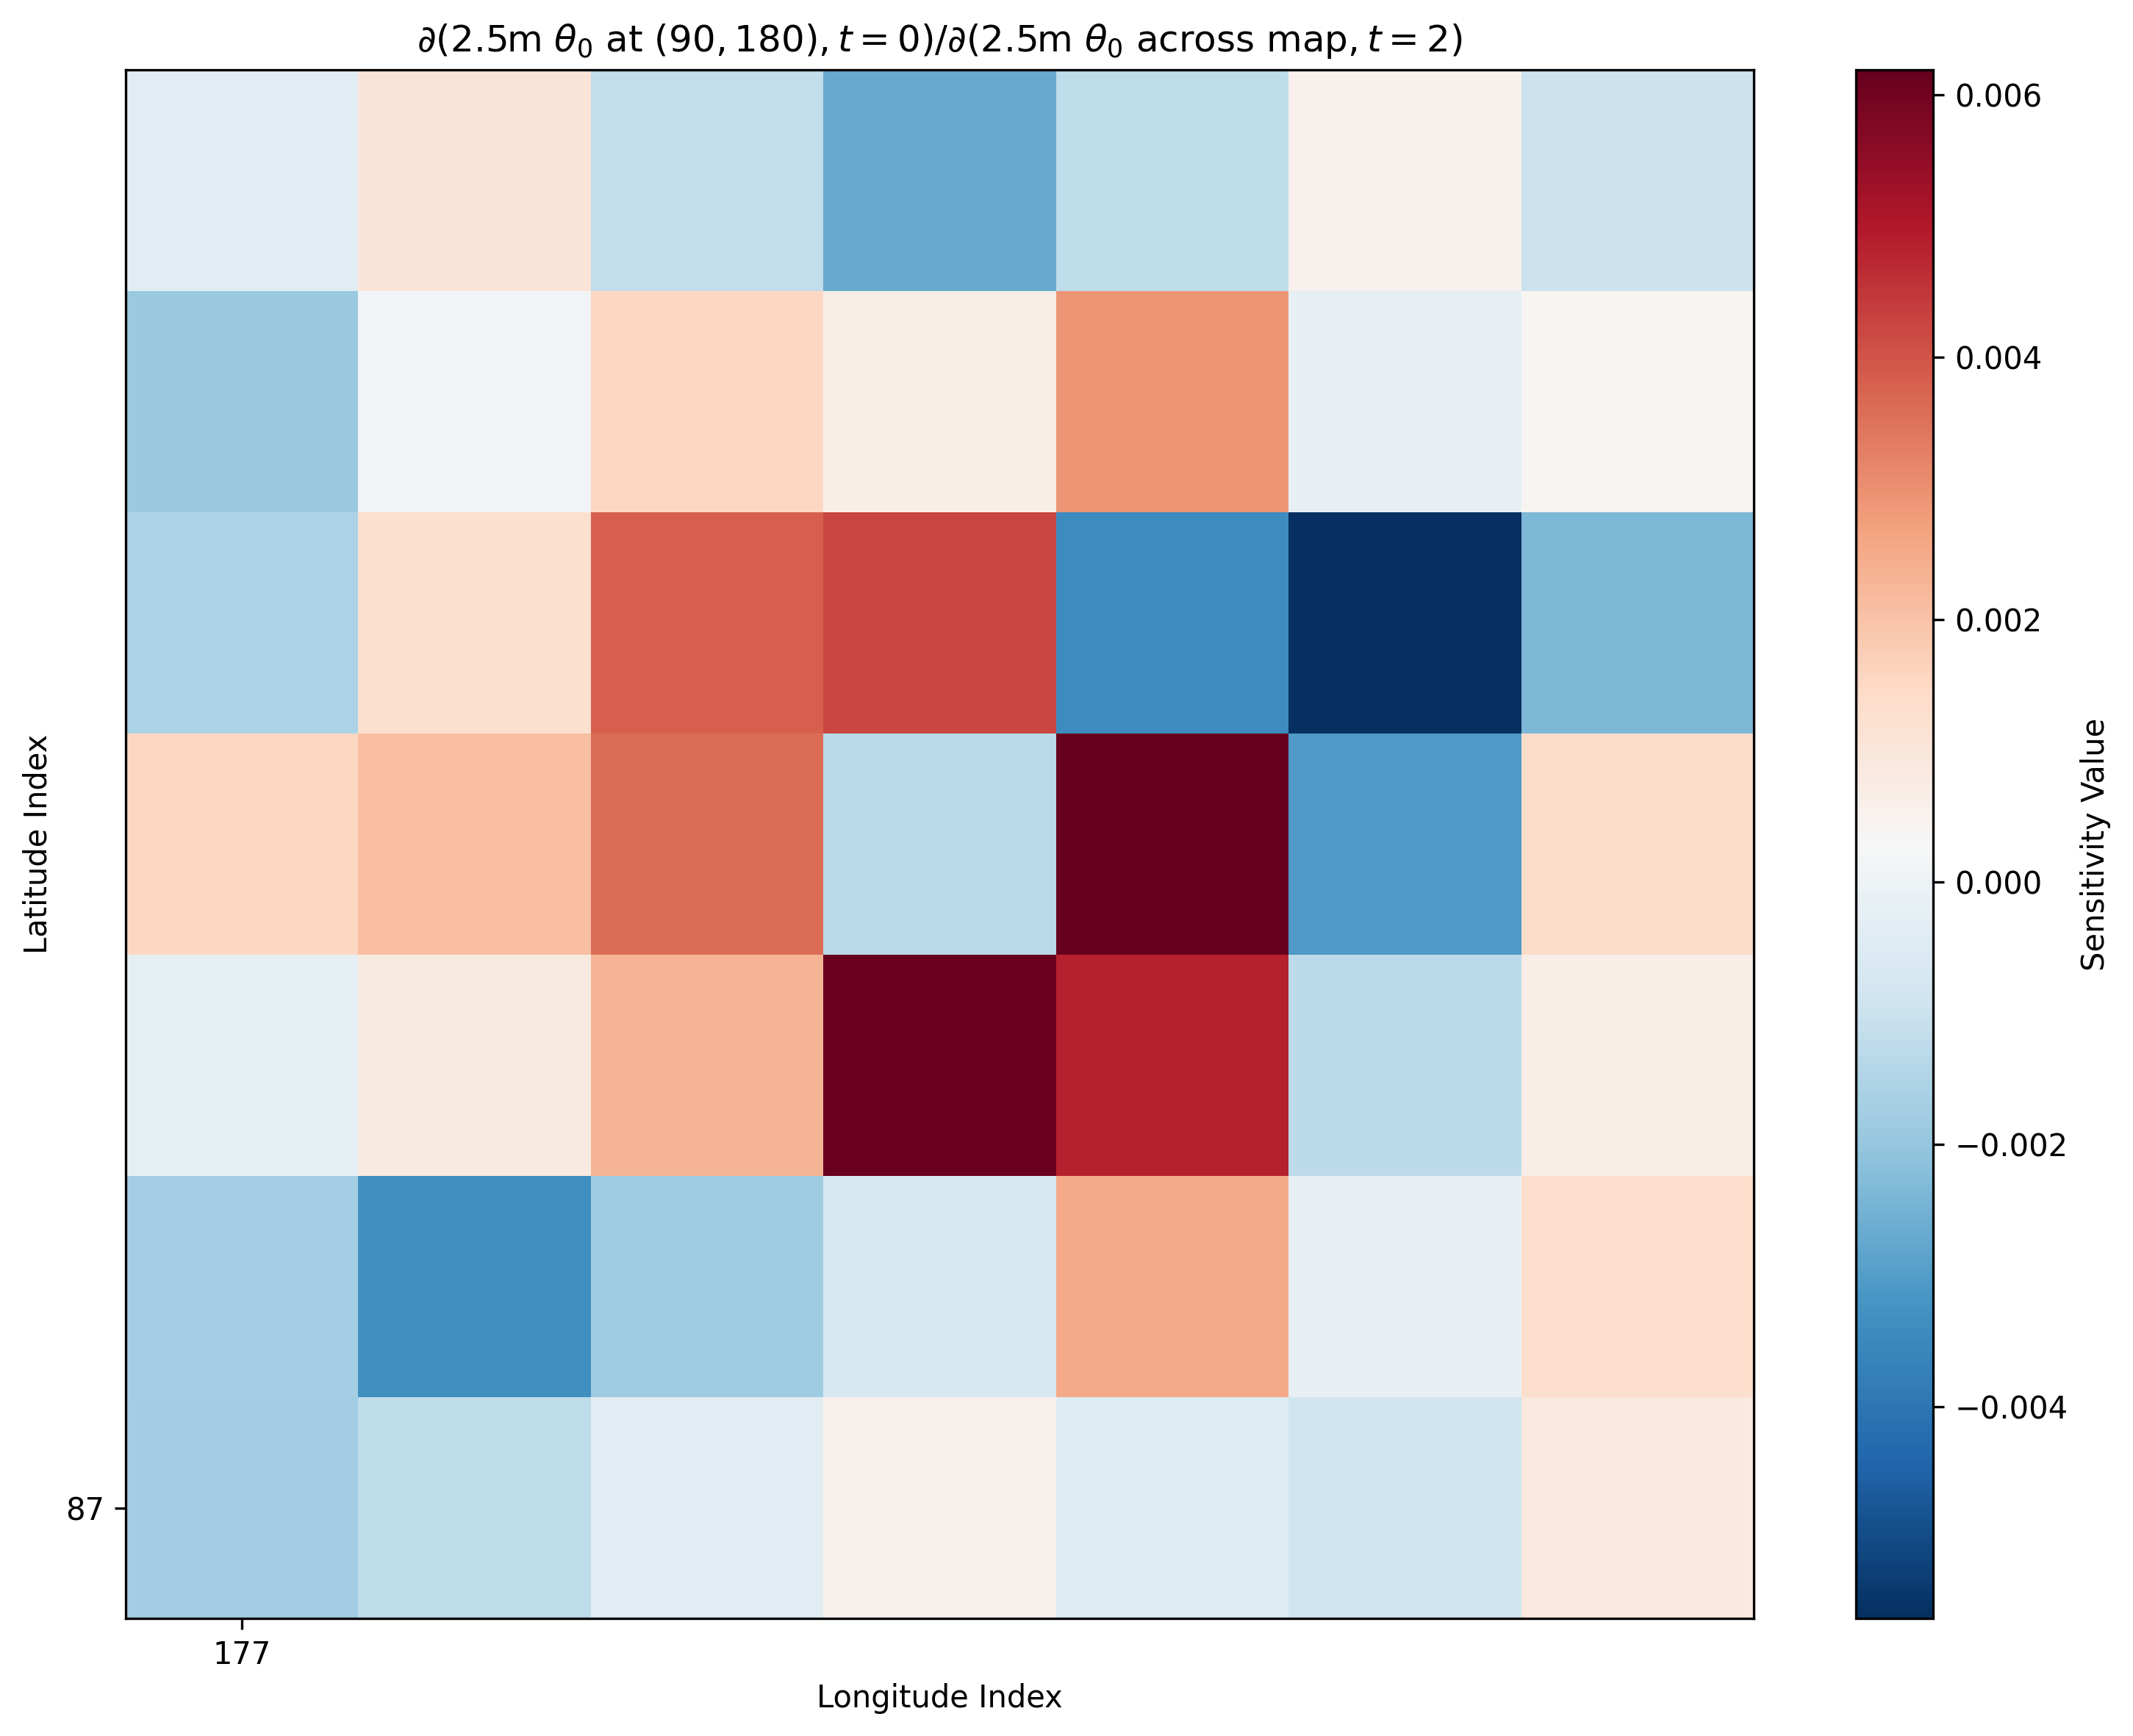 ∂(2.5m θ₀ at (90, 180), t = 0)/∂(2.5m θ₀ across map, t = 2)
0.006
0.004
0.002
0.000
−0.002
−0.004
Sensitivity Value
Latitude Index
87
177
Longitude Index